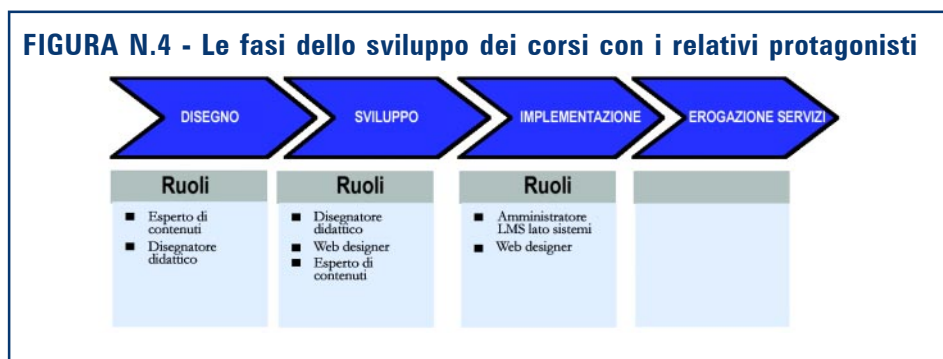 FIGURA N.4 - Le fasi dello sviluppo dei corsi con i relativi protagonisti
DISEGNO
SVILUPPO
IMPLEMENTAZIONE
EROGAZIONE SERVIZI
Ruoli
■ Esperto di
contenuti
■ Disegnatore
didattico
Ruoli
■ Disegnatore
didattico
■ Web designer
■ Esperto di
contenuti
Ruoli
■ Amministratore
LMS lato sistemi
■ Web designer